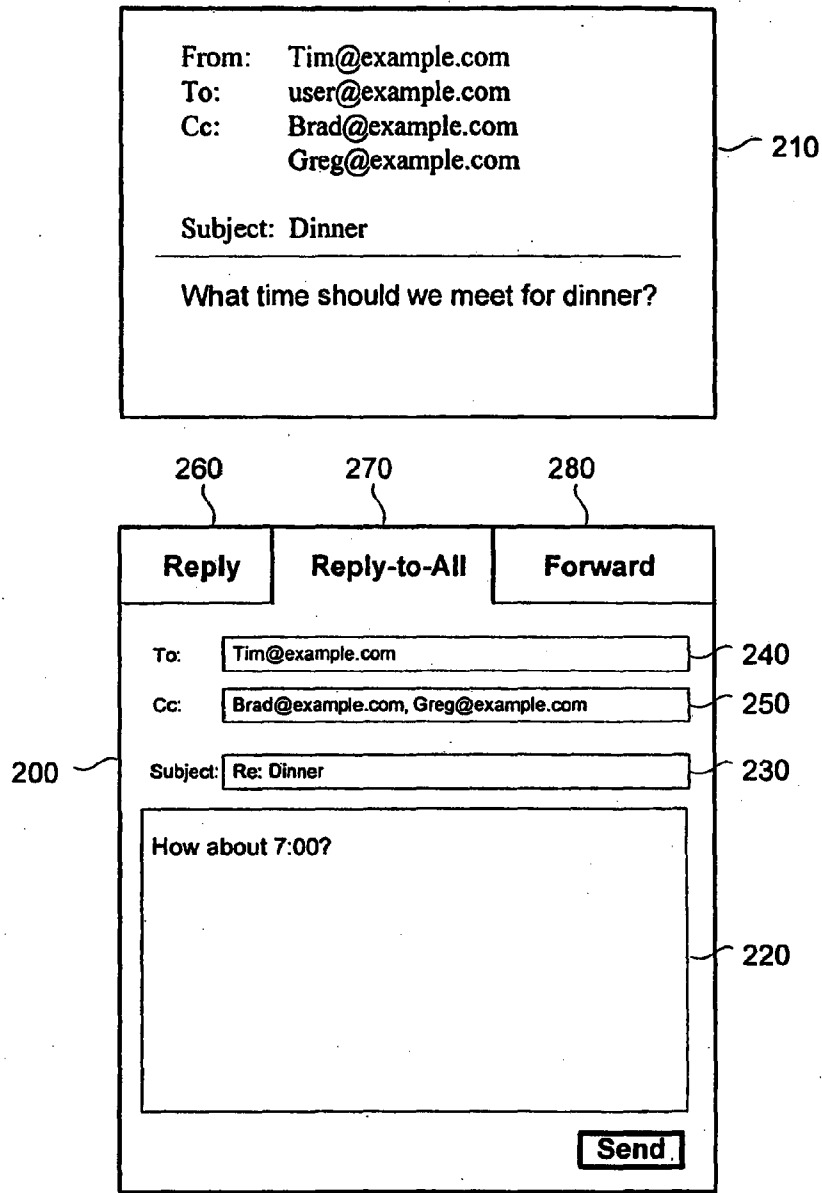 From: Tim@example.com
To: user@example.com
Cc: Brad@example.com
Greg@example.com
210
Subject: Dinner
What time should we meet for dinner?
260 270 280
Reply Reply-to-All Forward
To: Tim@example.com 240
Cc: Brad@example.com, Greg@example.com 250
200 Subject: Re: Dinner 230
How about 7:00?
220
Send